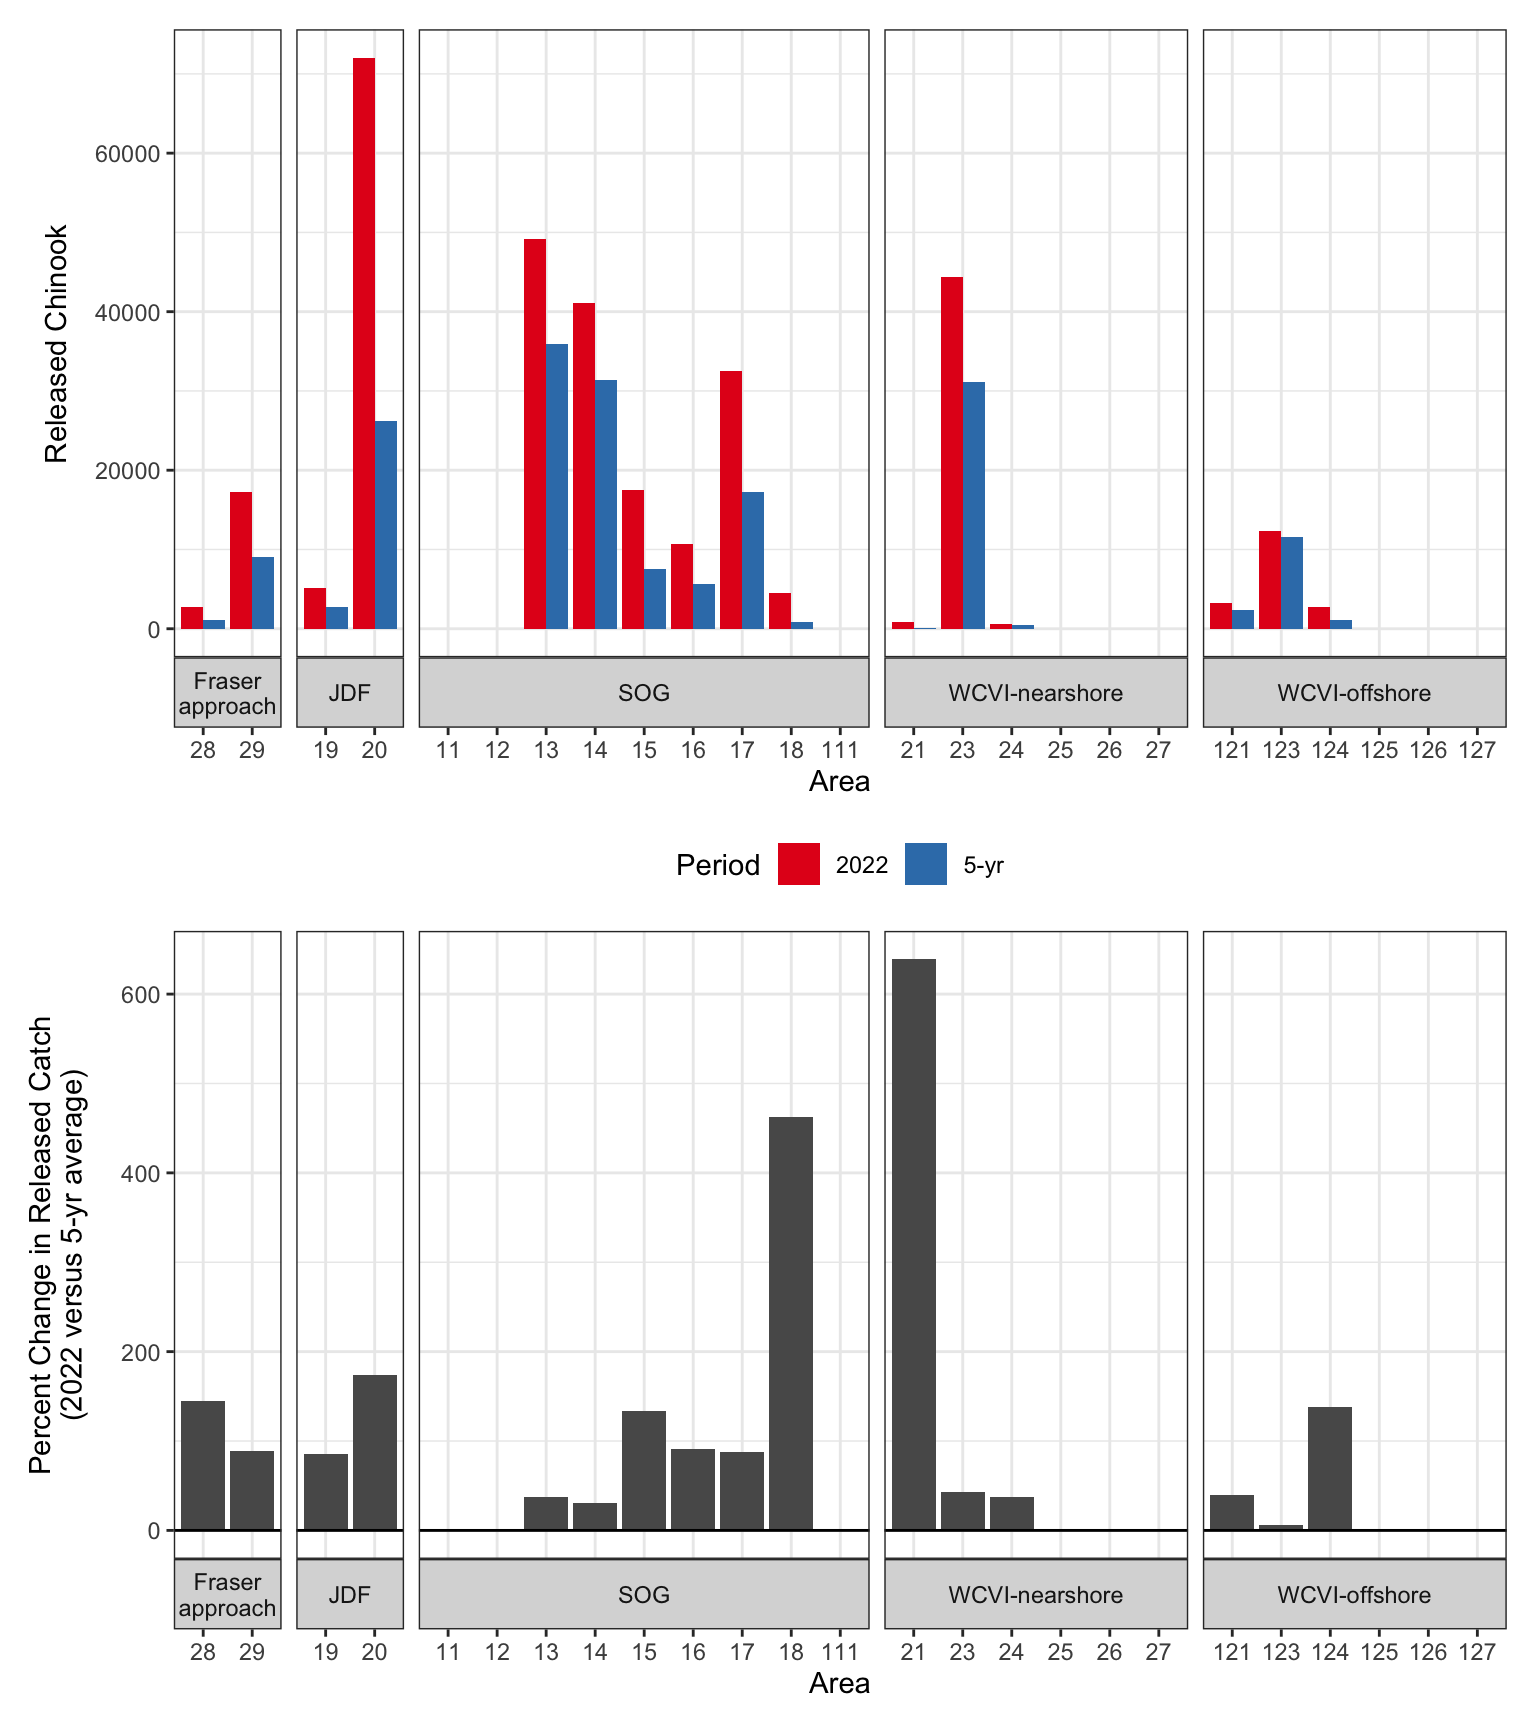 Released Chinook
60000
40000
20000
0
Fraser
approach
JDF
SOG
WCVI-nearshore
WCVI-offshore
28 29 19 20 11 12 13 14 15 16 17 18 111 21 23 24 25 26 27 121 123 124 125 126 127
Area
Period 2022 5-yr
Percent Change in Released Catch
(2022 versus 5-yr average)
600
400
200
0
Fraser
approach
JDF
SOG
WCVI-nearshore
WCVI-offshore
28 29 19 20 11 12 13 14 15 16 17 18 111 21 23 24 25 26 27 121 123 124 125 126 127
Area